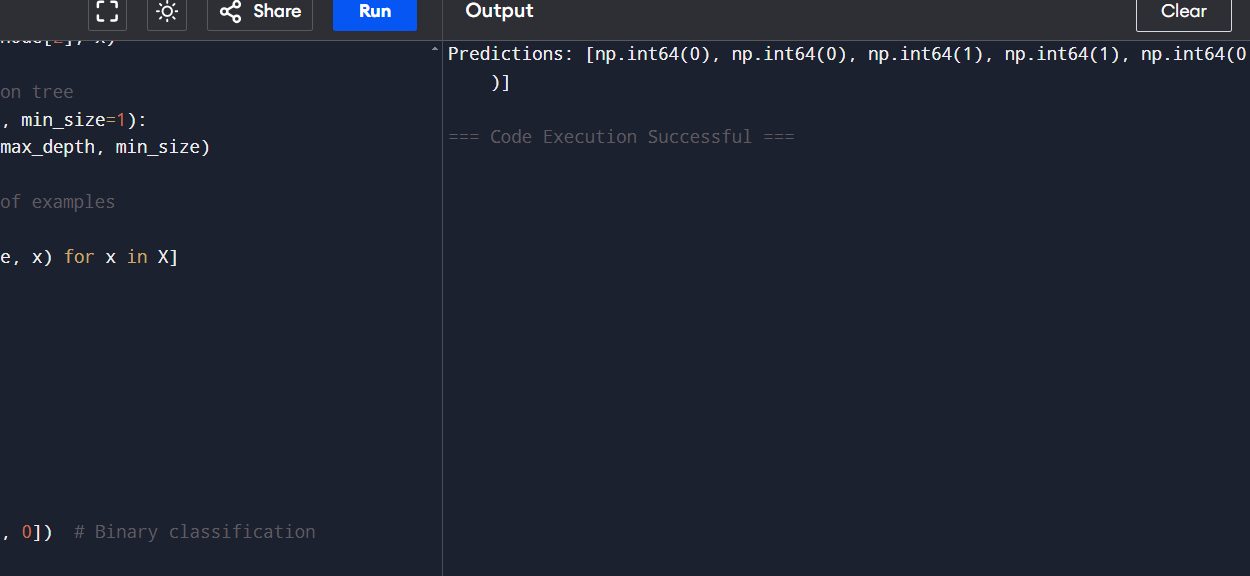 Share
Run
Output
Clear
on tree
, min_size=1):
max_depth, min_size)
of examples
e, x) for x in X]
, 0])  # Binary classification
Predictions: [np.int64(0), np.int64(0), np.int64(1), np.int64(1), np.int64(0
)]
=== Code Execution Successful ===